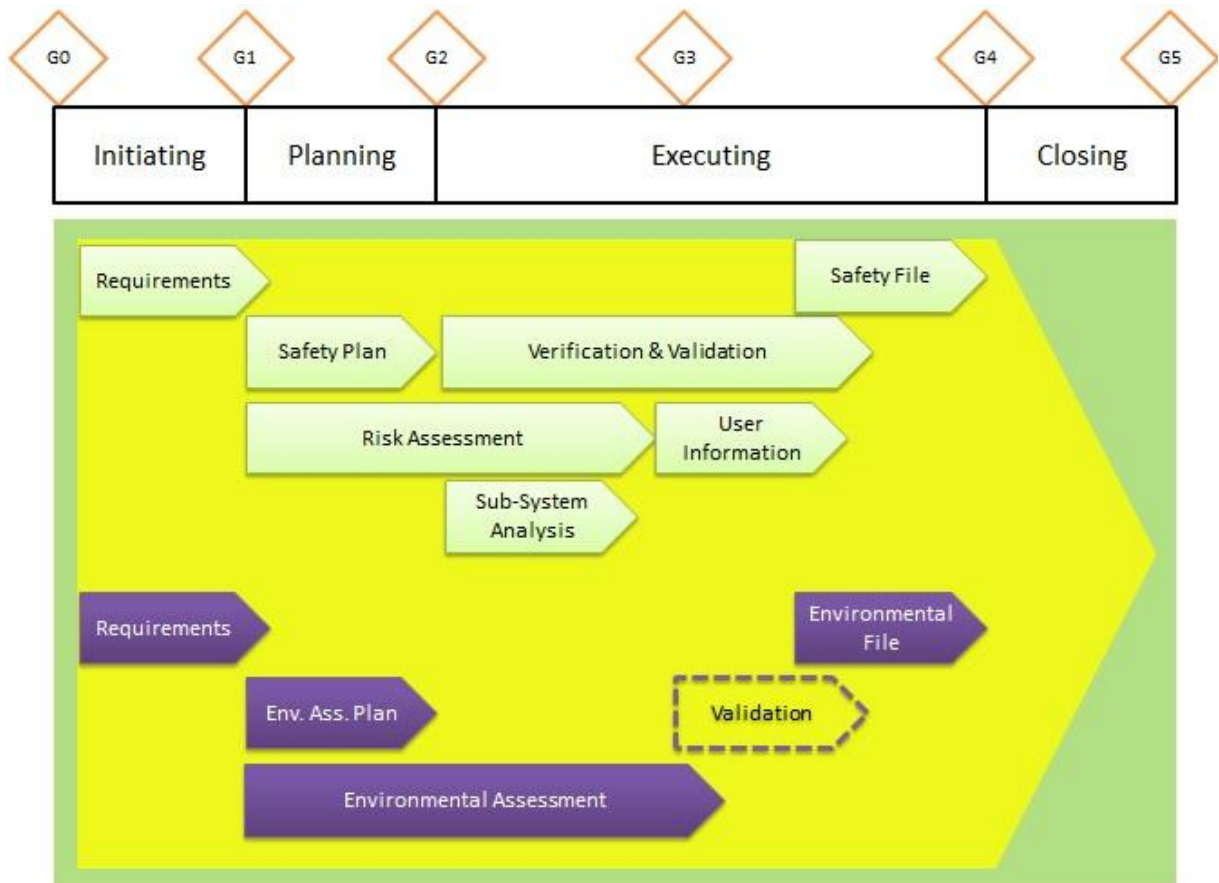 G0
G1
G2
G3
G4
G5
Initiating
Planning
Executing
Closing
Requirements
Safety File
Safety Plan
Verification & Validation
Risk Assessment
User
Information
Sub-System
Analysis
Requirements
Environmental
File
Env. Ass. Plan
Validation
Environmental Assessment